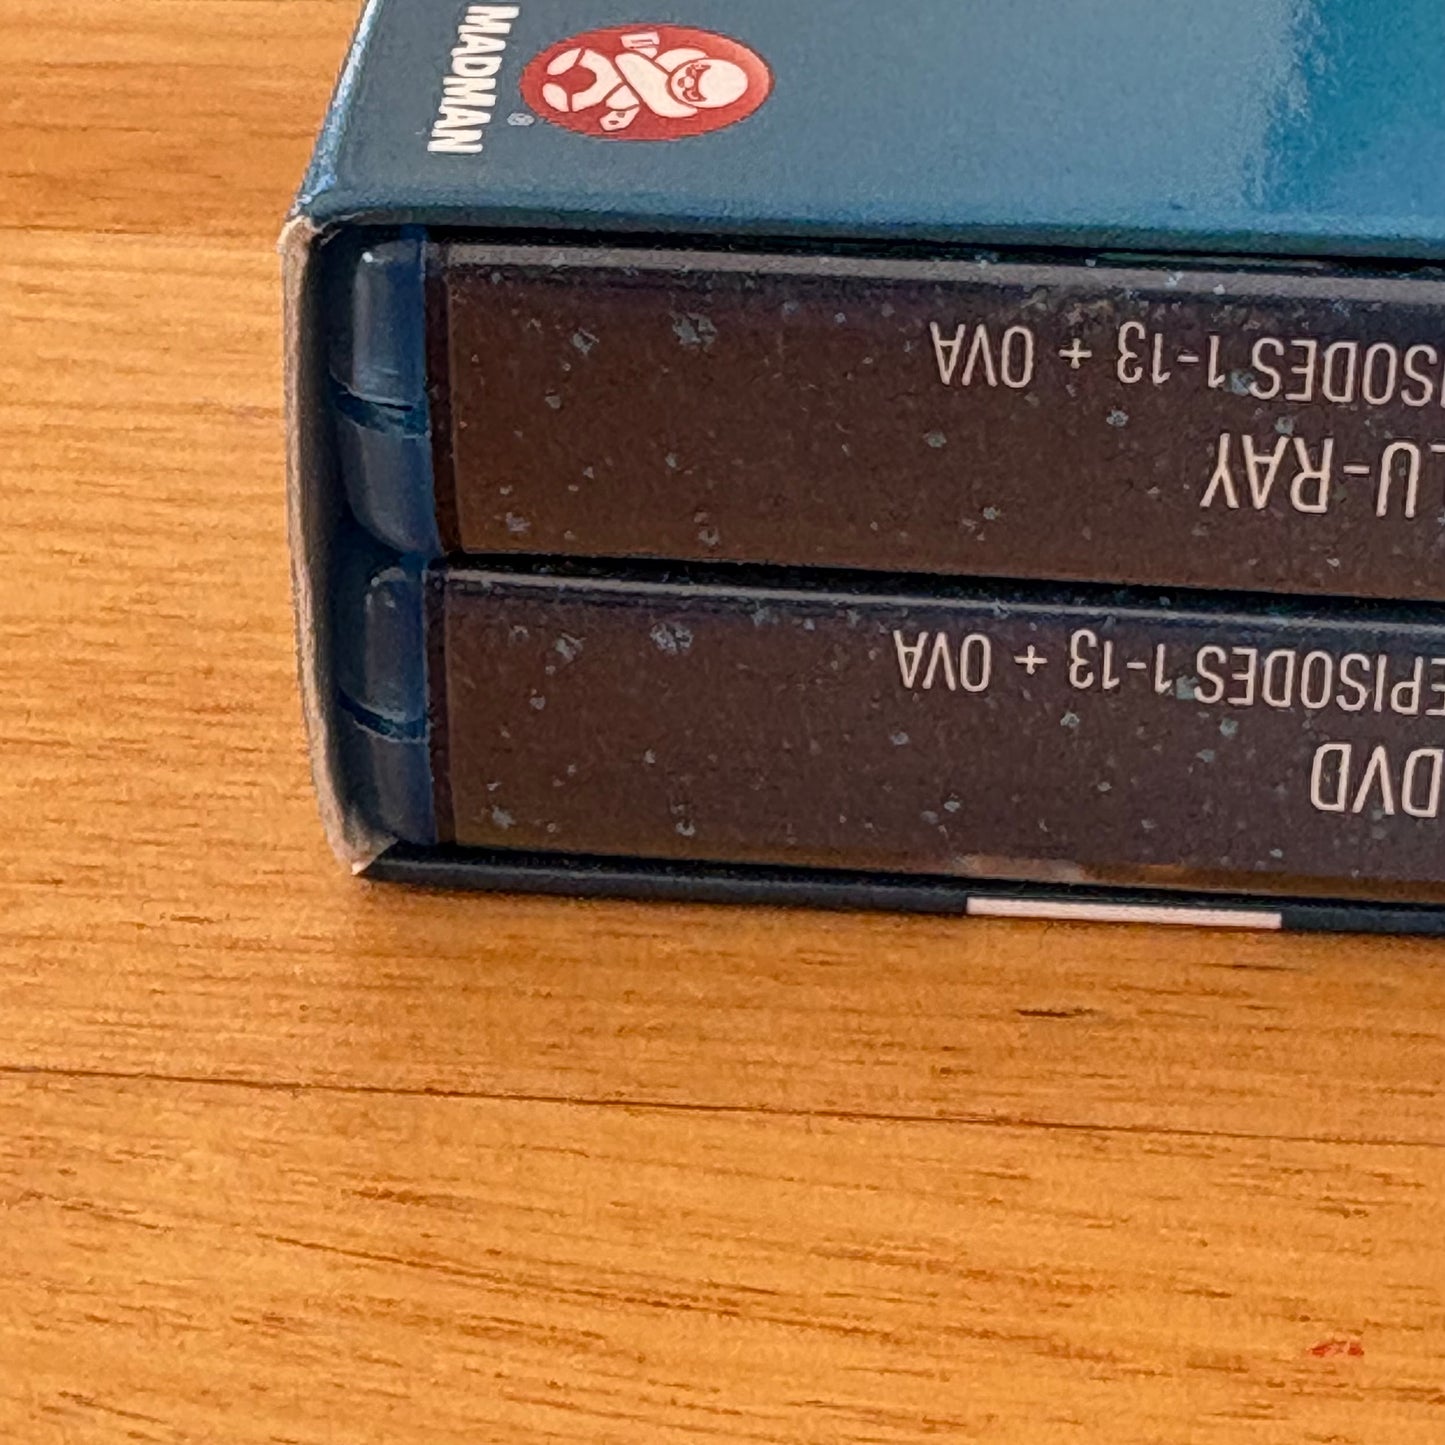 MADMAN
®
DVD
EPISODES 1-13 + OVA
LU-RAY
ISODES 1-13 + OVA